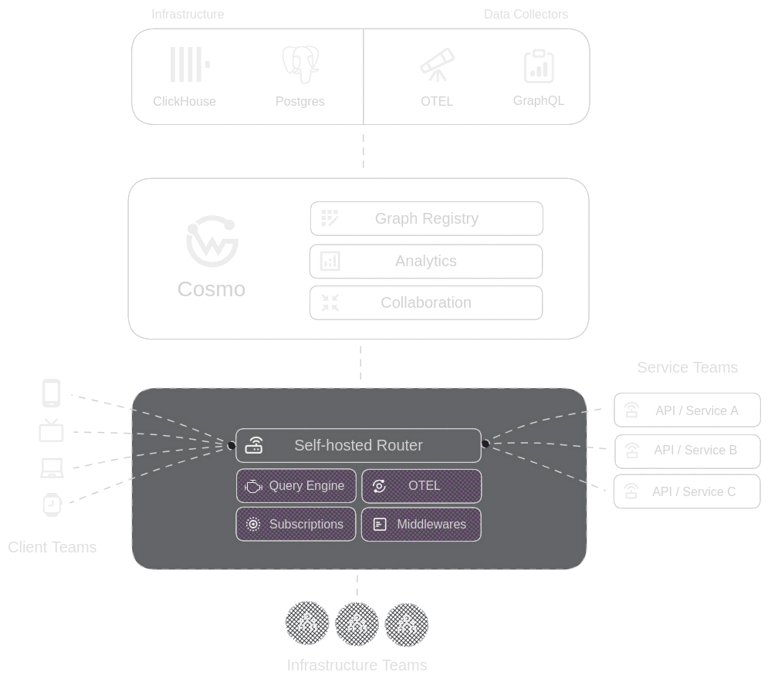 Infrastructure
Data Collectors
ClickHouse
Postgres
OTEL
GraphQL
Cosmo
Graph Registry
Analytics
Collaboration
Service Teams
API / Service A
API / Service B
API / Service C
Self-hosted Router
Query Engine
OTEL
Subscriptions
Middlewares
Client Teams
Infrastructure Teams